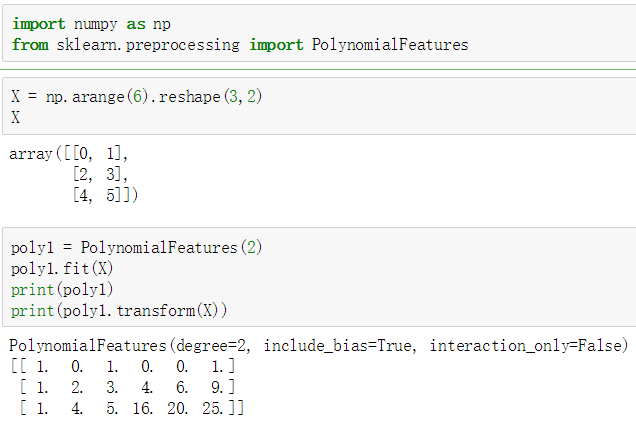 import numpy as np
from sklearn.preprocessing import PolynomialFeatures
X = np.arange(6).reshape(3,2)
X
array([[0, 1],
       [2, 3],
       [4, 5]])
poly1 = PolynomialFeatures(2)
poly1.fit(X)
print(poly1)
print(poly1.transform(X))
PolynomialFeatures(degree=2, include_bias=True, interaction_only=False)
[[ 1.  0.  1.  0.  0.  1.]
 [ 1.  2.  3.  4.  6.  9.]
 [ 1.  4.  5. 16. 20. 25.]]